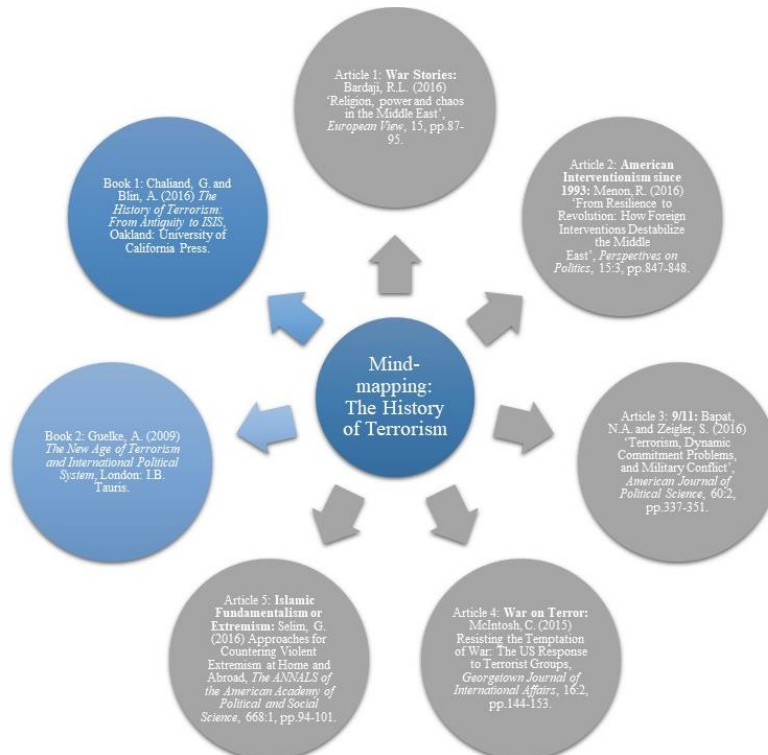 Article 1: War Stories:
Bardaji, R.L. (2016)
‘Religion, power and chaos
in the Middle East’,
European View, 15, pp.87-
95.
Article 2: American
Interventionism since
1993: Menon, R. (2016)
‘From Resilience to
Revolution: How Foreign
Interventions Destabilize
the Middle
East’, Perspectives on
Politics, 15:3, pp.847-848.
Article 3: 9/11: Bapat,
N.A. and Zeigler, S. (2016)
‘Terrorism, Dynamic
Commitment Problems,
and Military Conflict’,
American Journal of
Political Science, 60:2,
pp.337-351.
Article 4: War on Terror:
McIntosh, C. (2015)
Resisting the Temptation
of War: The US Response
to Terrorist Groups,
Georgetown Journal of
International Affairs, 16:2,
pp.144-153.
Article 5: Islamic
Fundamentalism or
Extremism: Selim, G.
(2016) Approaches for
Countering Violent
Extremism at Home and
Abroad, The ANNALS of
the American Academy of
Political and Social
Science, 668:1, pp.94-101.
Book 2: Guelke, A. (2009)
The New Age of Terrorism
and International Political
System, London: I.B.
Tauris.
Book 1: Chaliand, G. and
Blin, A. (2016) The
History of Terrorism:
From Antiquity to ISIS,
Oakland: University of
California Press.
Mind-
mapping:
The History
of Terrorism